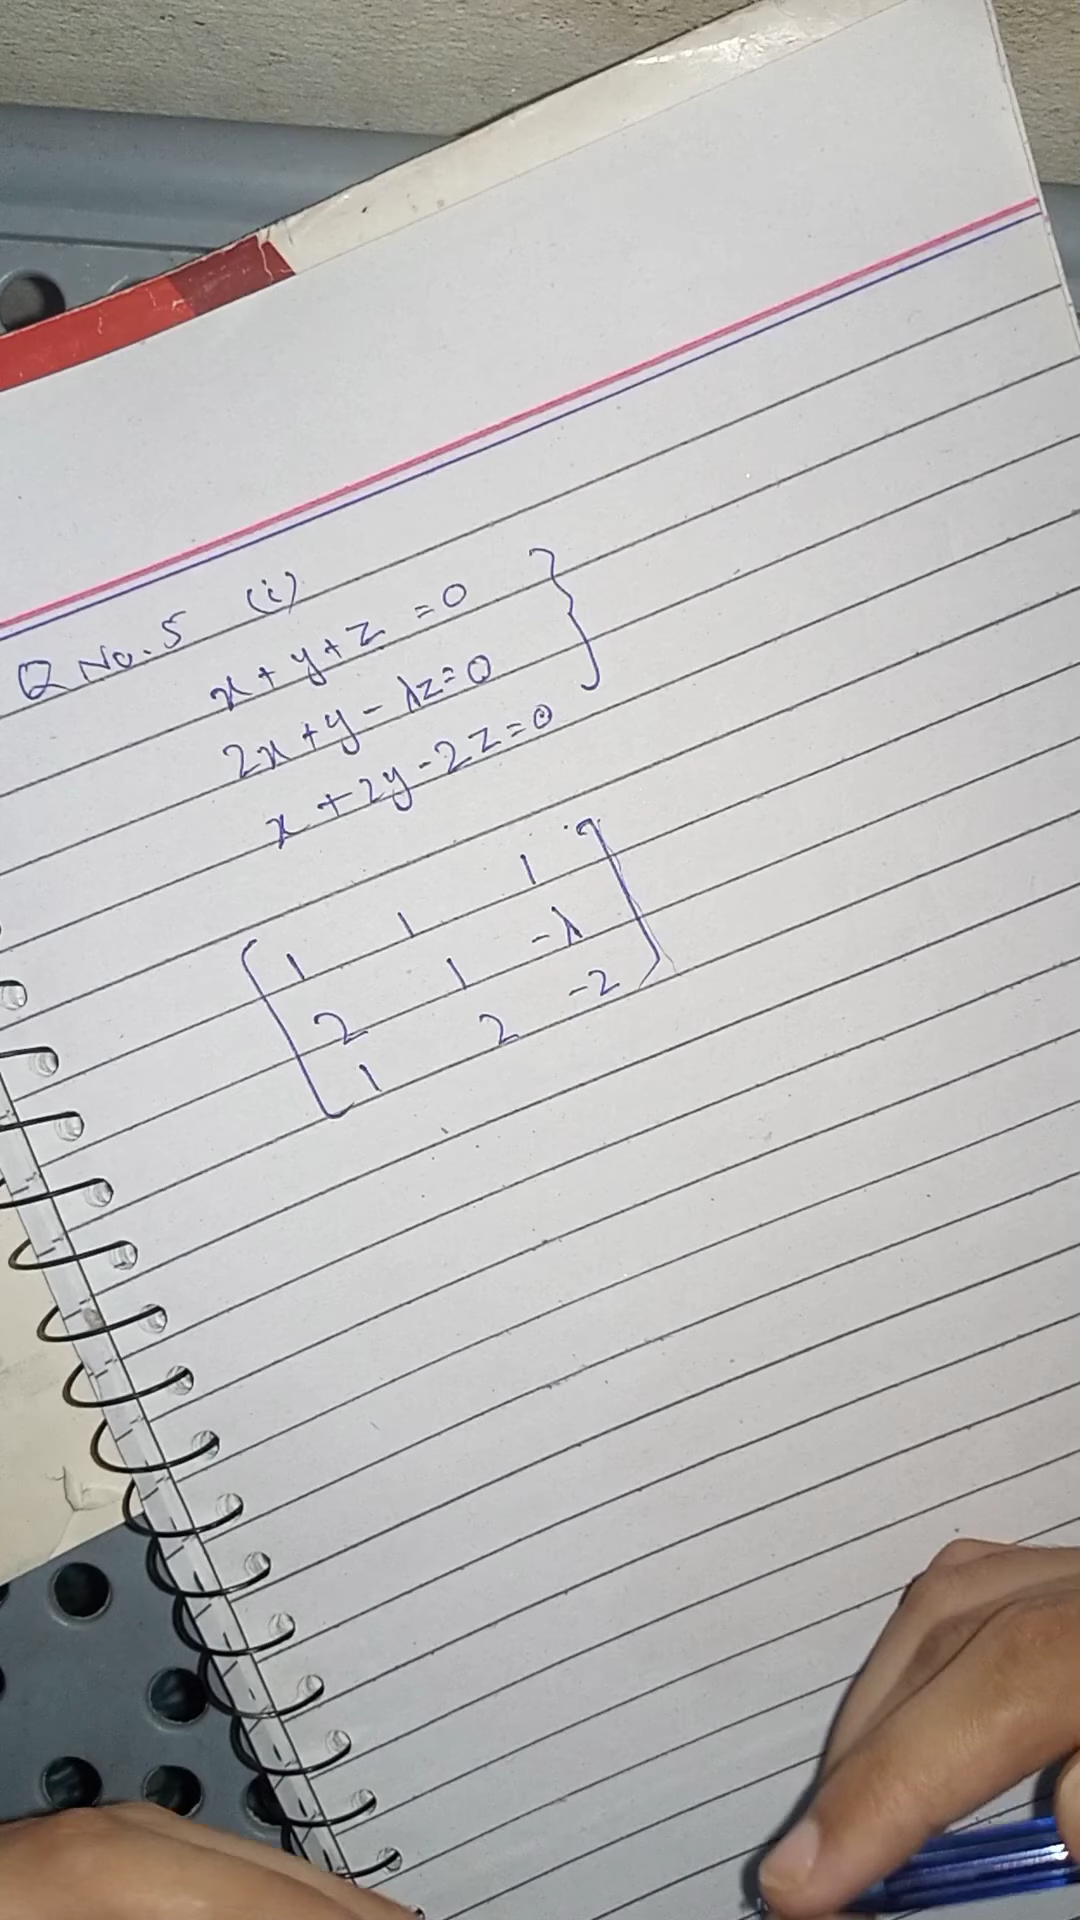 Q No. 5 (i)
x + y + z = 0
2x + y - λz = 0
x + 2y - 2z = 0
1 1 1
2 1 -λ
1 2 -2